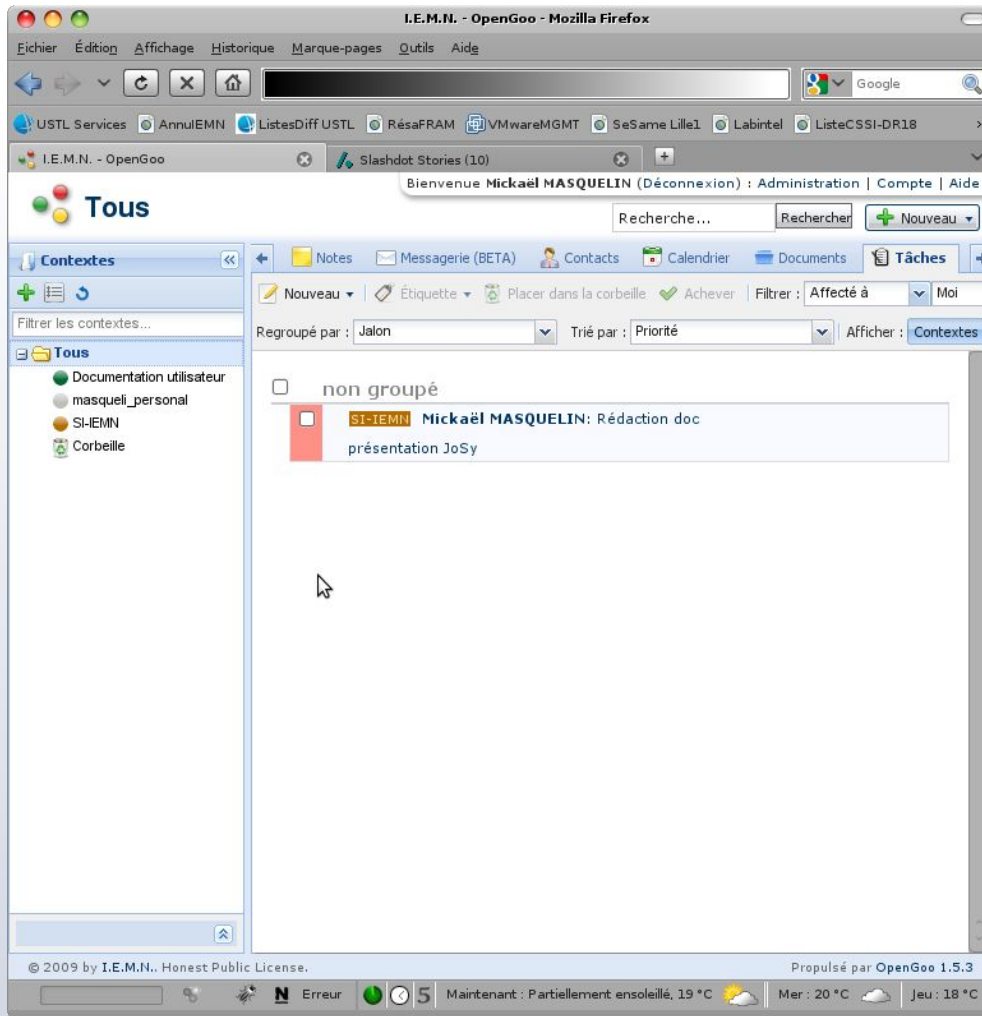 I.E.M.N. - OpenGoo - Mozilla Firefox
Fichier Édition Affichage Historique Marque-pages Outils Aide
Google
USTL Services AnnuIEMN ListesDiff USTL RésaFRAM VMwareMGMT SeSame Lille1 Labintel ListeCSSI-DR18
I.E.M.N. - OpenGoo Slashdot Stories (10)
Bienvenue Mickaël MASQUELIN (Déconnexion) : Administration | Compte | Aide
Tous
Recherche... Rechercher Nouveau
Contextes Notes Messagerie (BETA) Contacts Calendrier Documents Tâches
Nouveau Étiquette Placer dans la corbeille Achever Filtrer : Affecté à Moi
Filtrer les contextes...
Regroupé par : Jalon Trié par : Priorité Afficher : Contextes
Tous
Documentation utilisateur
masqueli_personal
SI-IEMN
Corbeille
non groupé
SI-IEMN Mickaël MASQUELIN: Rédaction doc
présentation JoSy
© 2009 by I.E.M.N.. Honest Public License. Propulsé par OpenGoo 1.5.3
N Erreur 5 Maintenant : Partiellement ensoleillé, 19 °C Mer : 20 °C Jeu : 18 °C